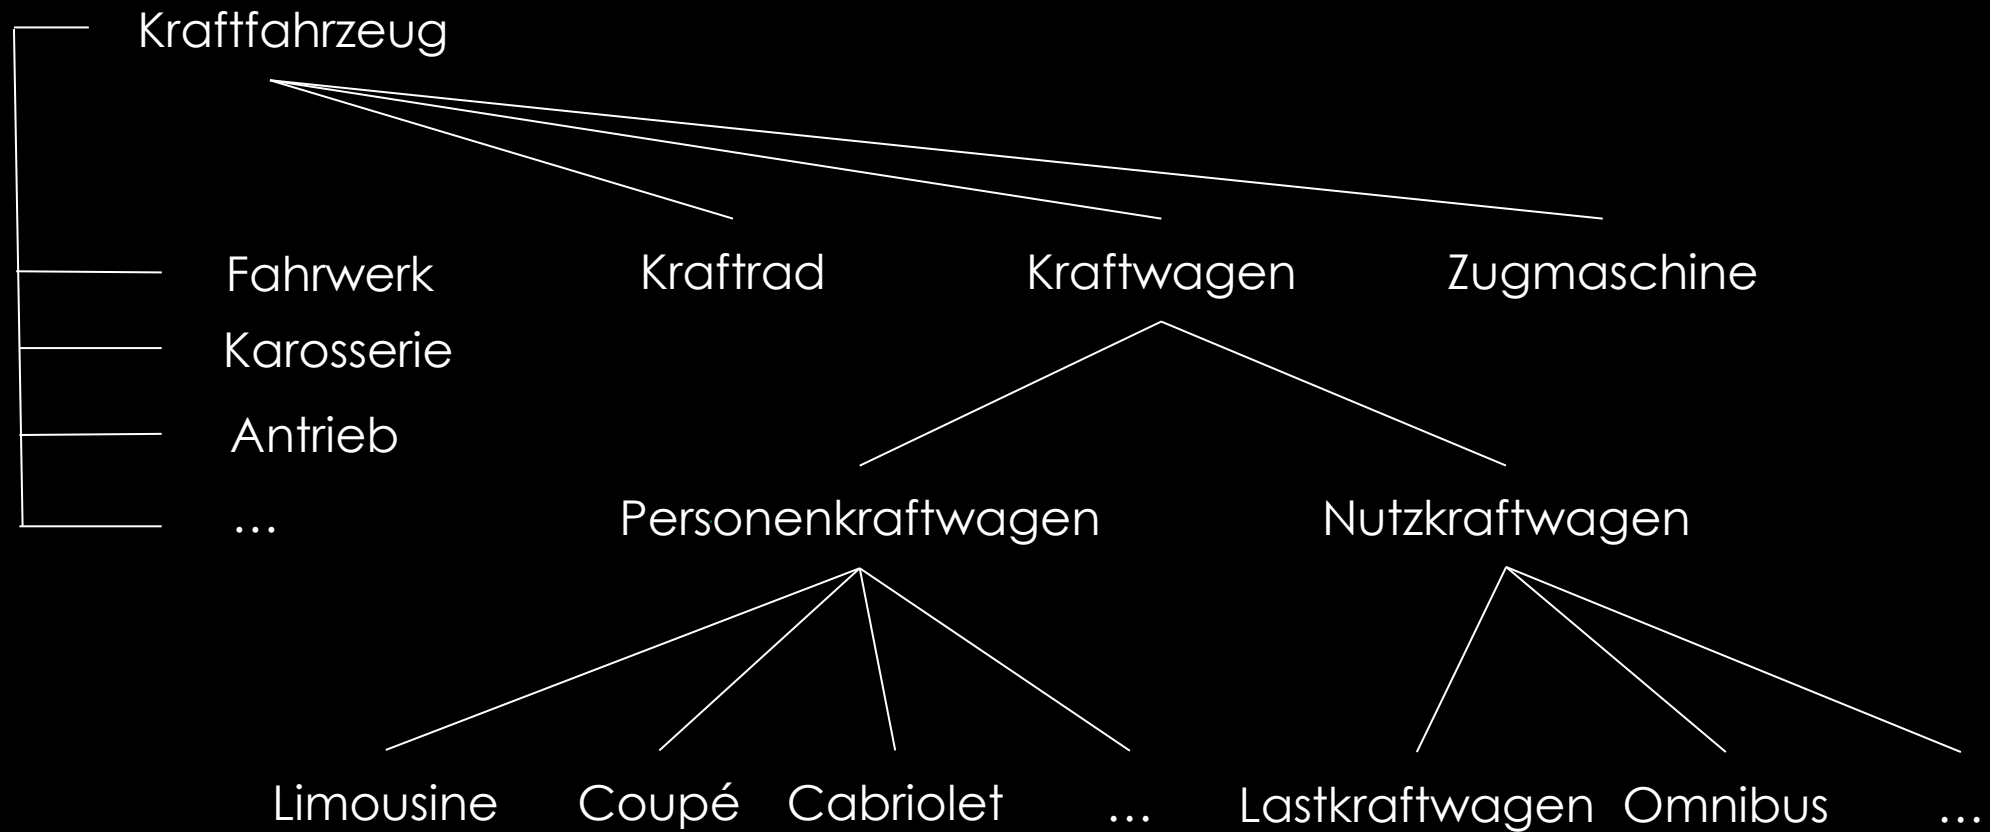 Kraftfahrzeug
Fahrwerk Kraftrad Kraftwagen Zugmaschine
Karosserie
Antrieb
… Personenkraftwagen Nutzkraftwagen
Limousine Coupé Cabriolet … Lastkraftwagen Omnibus …